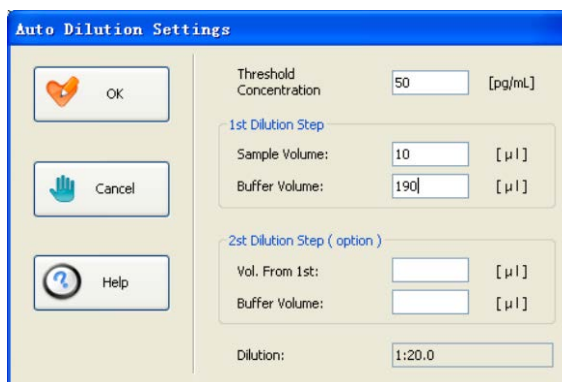 Auto Dilution Settings
OK
Cancel
Help
Threshold
Concentration
50
[pg/mL]
1st Dilution Step
Sample Volume:
10
[µl]
Buffer Volume:
190
[µl]
2st Dilution Step ( option )
Vol. From 1st:
[µl]
Buffer Volume:
[µl]
Dilution:
1:20.0